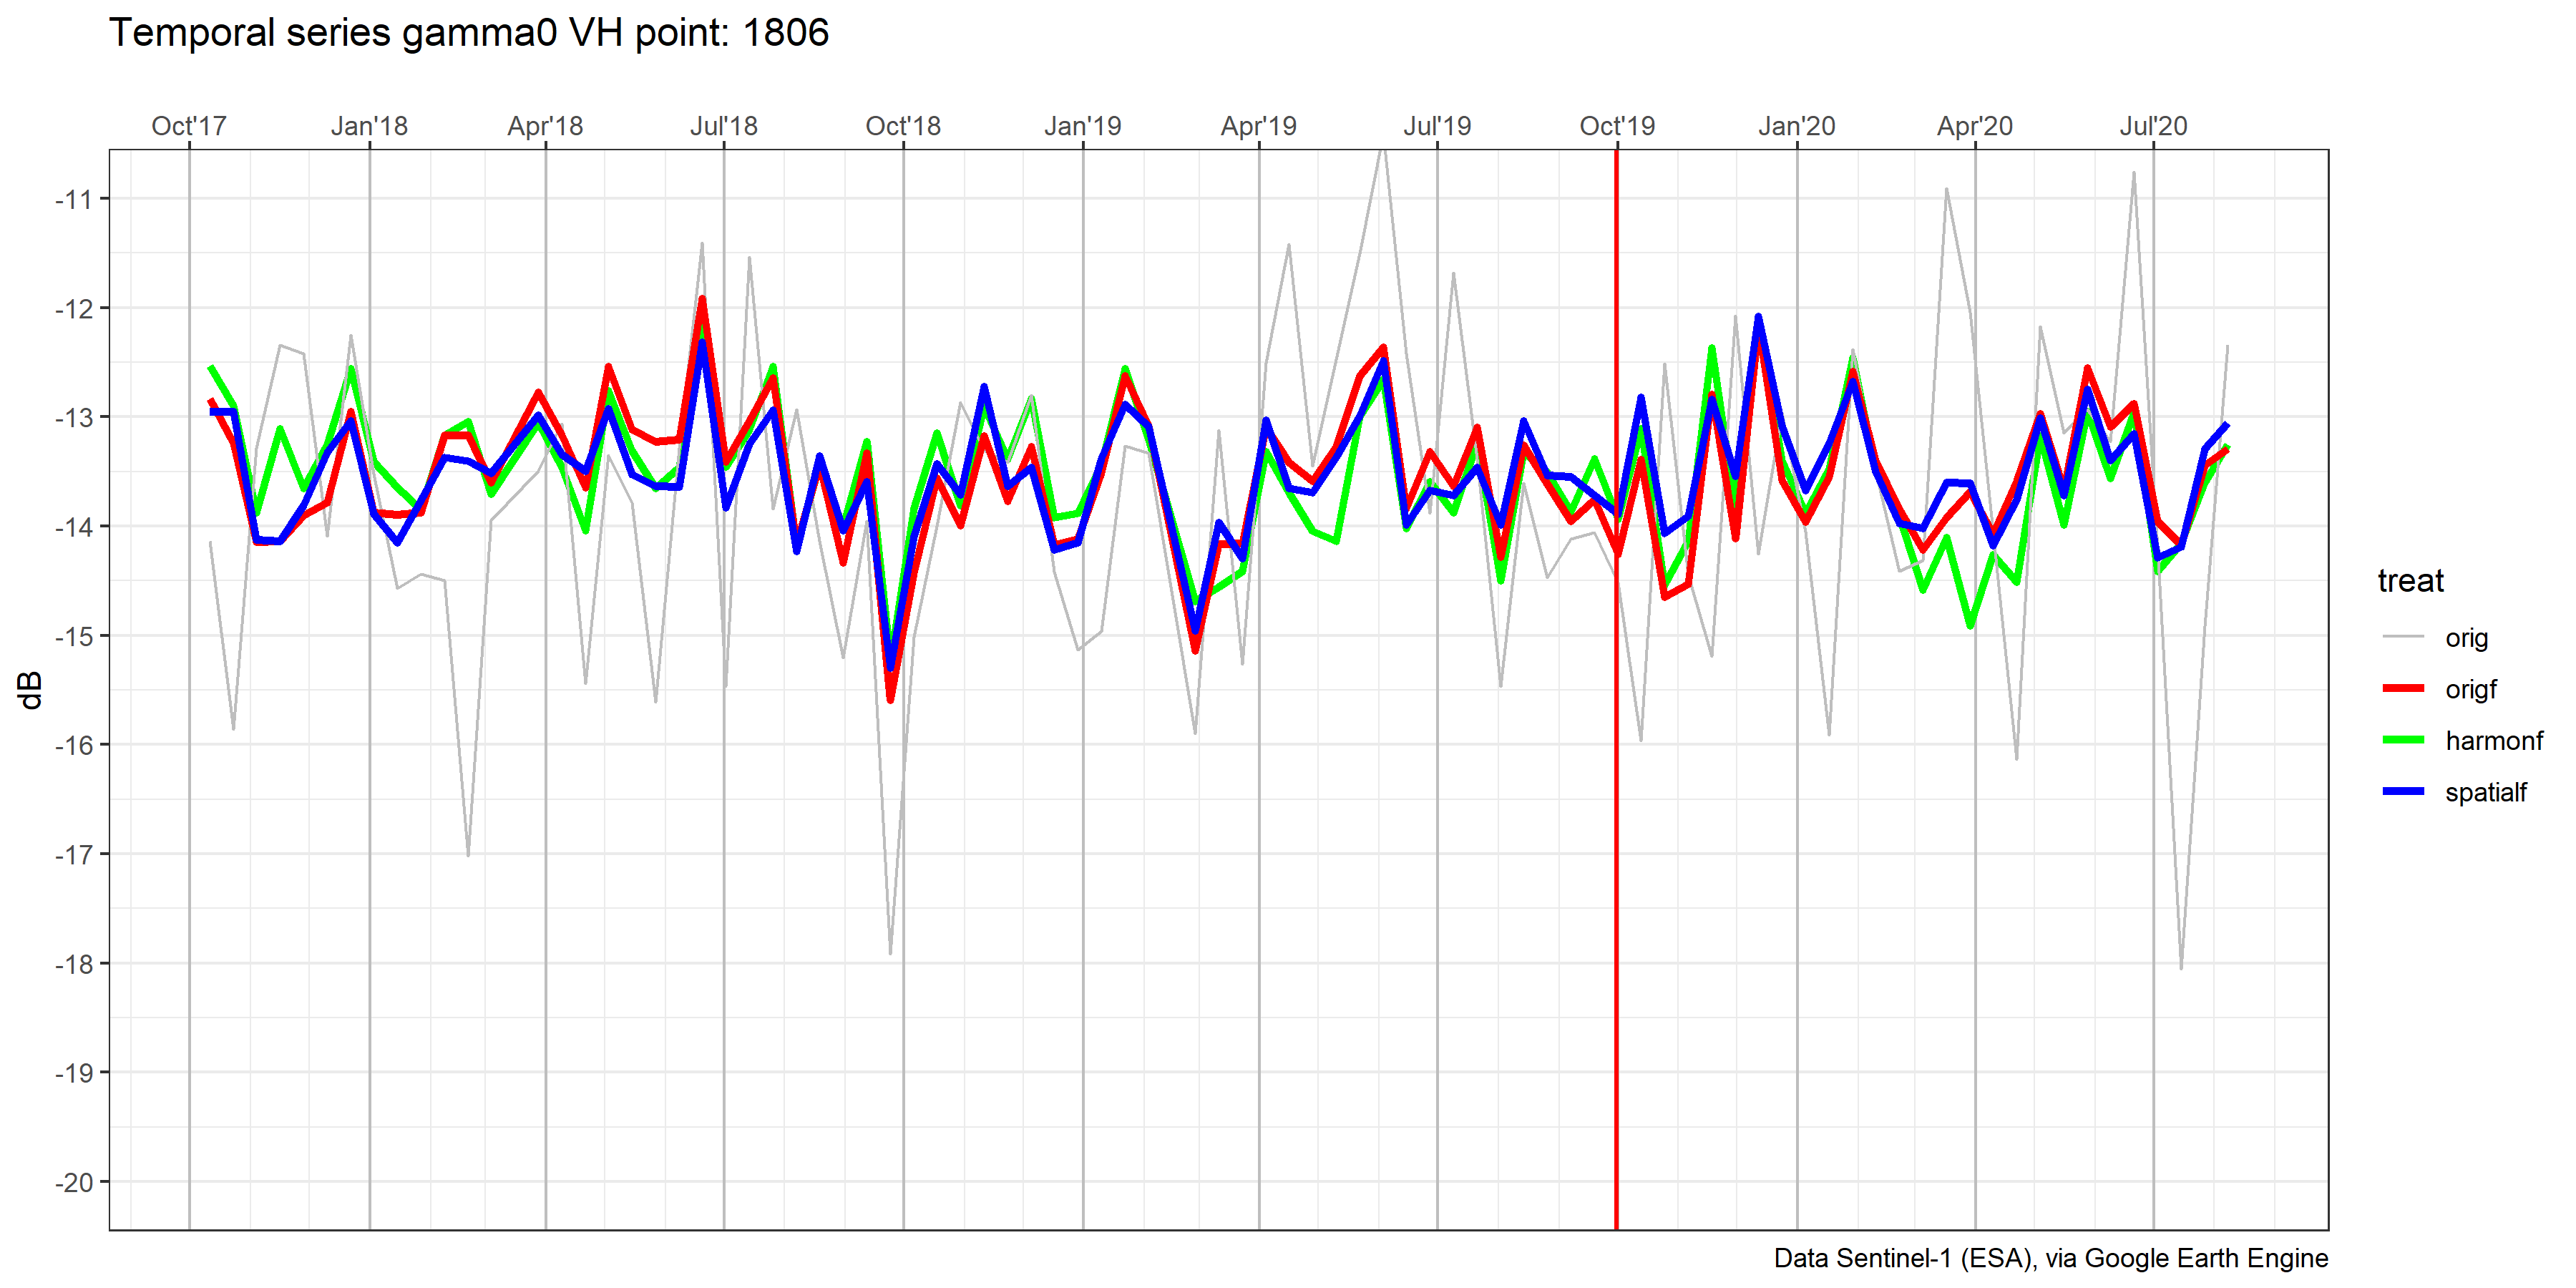 Temporal series gamma0 VH point: 1806
Oct'17 Jan'18 Apr'18 Jul'18 Oct'18 Jan'19 Apr'19 Jul'19 Oct'19 Jan'20 Apr'20 Jul'20
-11
-12
-13
-14
-15
-16
-17
-18
-19
-20
dB
treat
orig
origf
harmonf
spatialf
Data Sentinel-1 (ESA), via Google Earth Engine